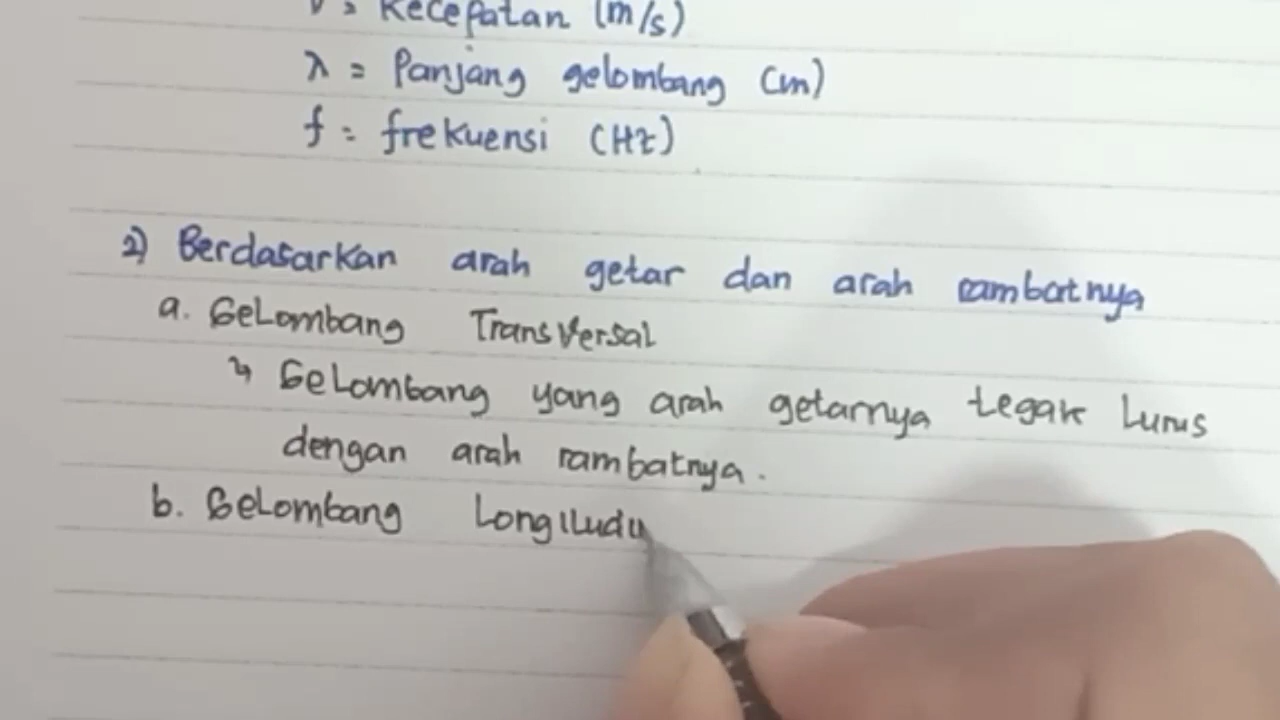 v = Kecepatan (m/s)
λ = Panjang gelombang (m)
f = frekuensi (Hz)
2) Berdasarkan arah getar dan arah rambatnya
a. Gelombang Transversal
↳ Gelombang yang arah getarnya tegak lurus
dengan arah rambatnya.
b. Gelombang